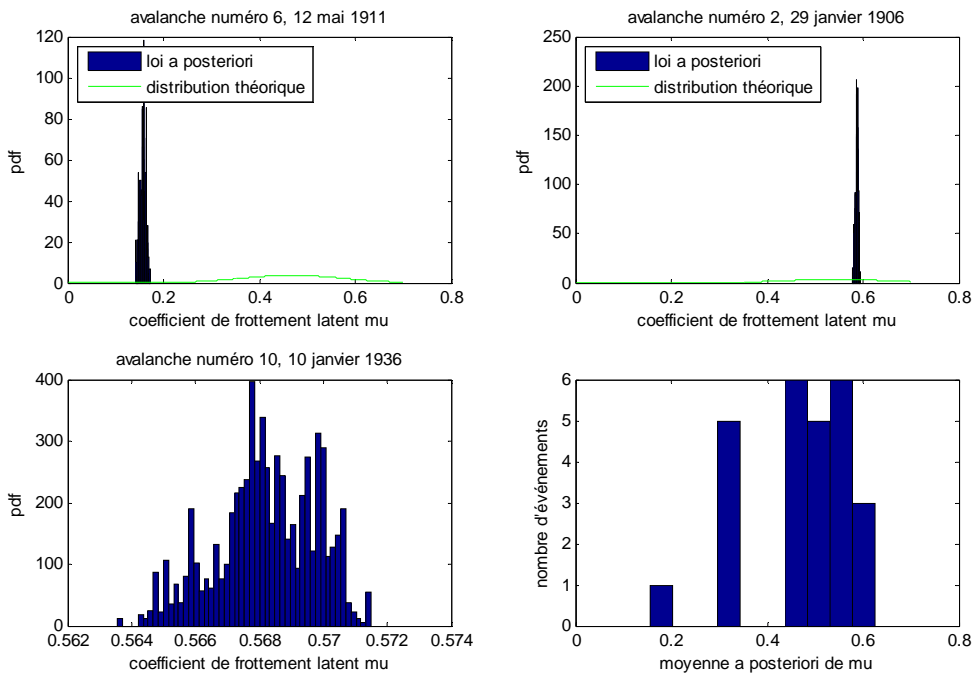 avalanche numéro 6, 12 mai 1911
120
100
80
60
40
20
0
pdf
loi a posteriori
distribution théorique
0 0.2 0.4 0.6 0.8
coefficient de frottement latent mu
avalanche numéro 2, 29 janvier 1906
250
200
150
100
50
0
pdf
loi a posteriori
distribution théorique
0 0.2 0.4 0.6 0.8
coefficient de frottement latent mu
avalanche numéro 10, 10 janvier 1936
400
300
200
100
0
pdf
0.562 0.564 0.566 0.568 0.57 0.572 0.574
coefficient de frottement latent mu
6
5
4
3
2
1
0
nombre d'événements
0 0.2 0.4 0.6 0.8
moyenne a posteriori de mu